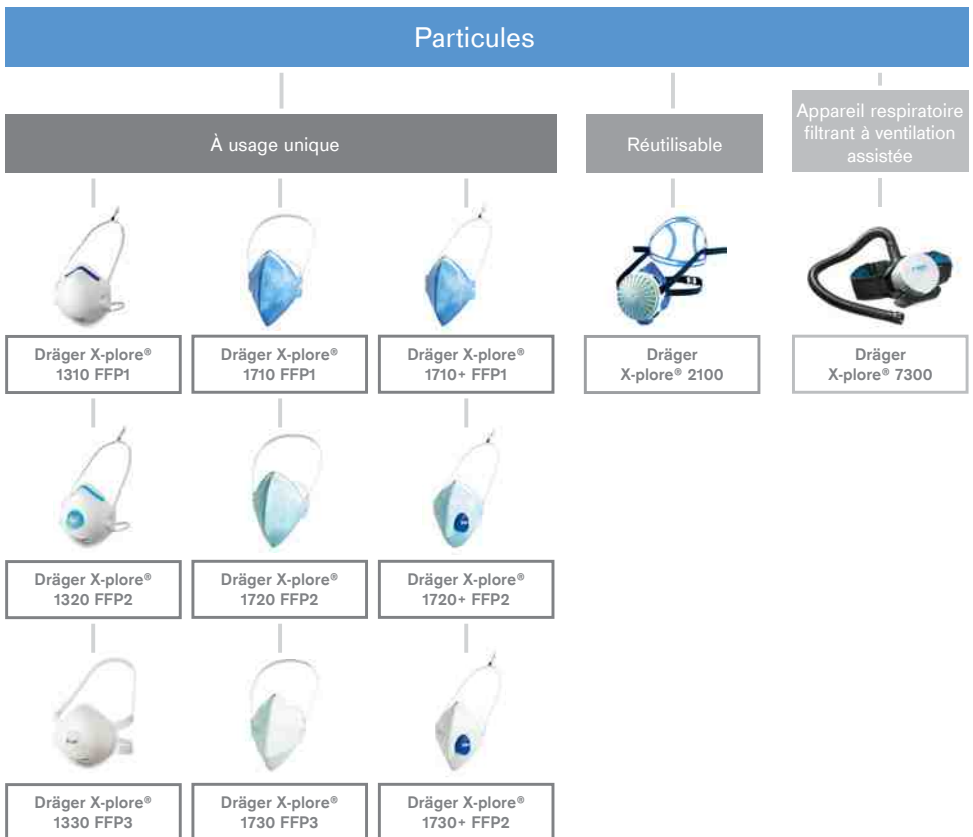 Particules
À usage unique
Réutilisable
Appareil respiratoire
filtrant à ventilation
assistée
Dräger X-plore®
1310 FFP1
Dräger X-plore®
1710 FFP1
Dräger X-plore®
1710+ FFP1
Dräger
X-plore® 2100
Dräger
X-plore® 7300
Dräger X-plore®
1320 FFP2
Dräger X-plore®
1720 FFP2
Dräger X-plore®
1720+ FFP2
Dräger X-plore®
1330 FFP3
Dräger X-plore®
1730 FFP3
Dräger X-plore®
1730+ FFP2